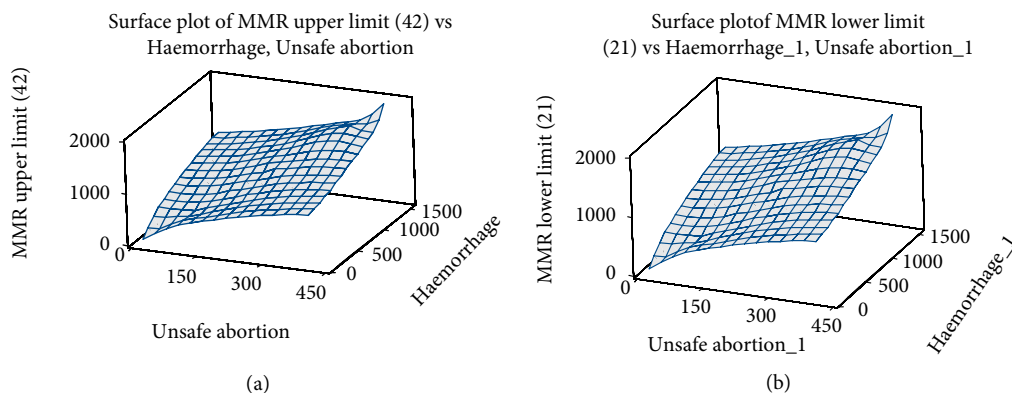 Surface plot of MMR upper limit (42) vs
Haemorrhage, Unsafe abortion
MMR upper limit (42)
2000
1000
0
0
150
300
450
Unsafe abortion
0
500
1000
1500
Haemorrhage
(a)
Surface plotof MMR lower limit
(21) vs Haemorrhage_1, Unsafe abortion_1
MMR lower limit (21)
2000
1000
0
0
150
300
450
Unsafe abortion_1
0
500
1000
1500
Haemorrhage_1
(b)